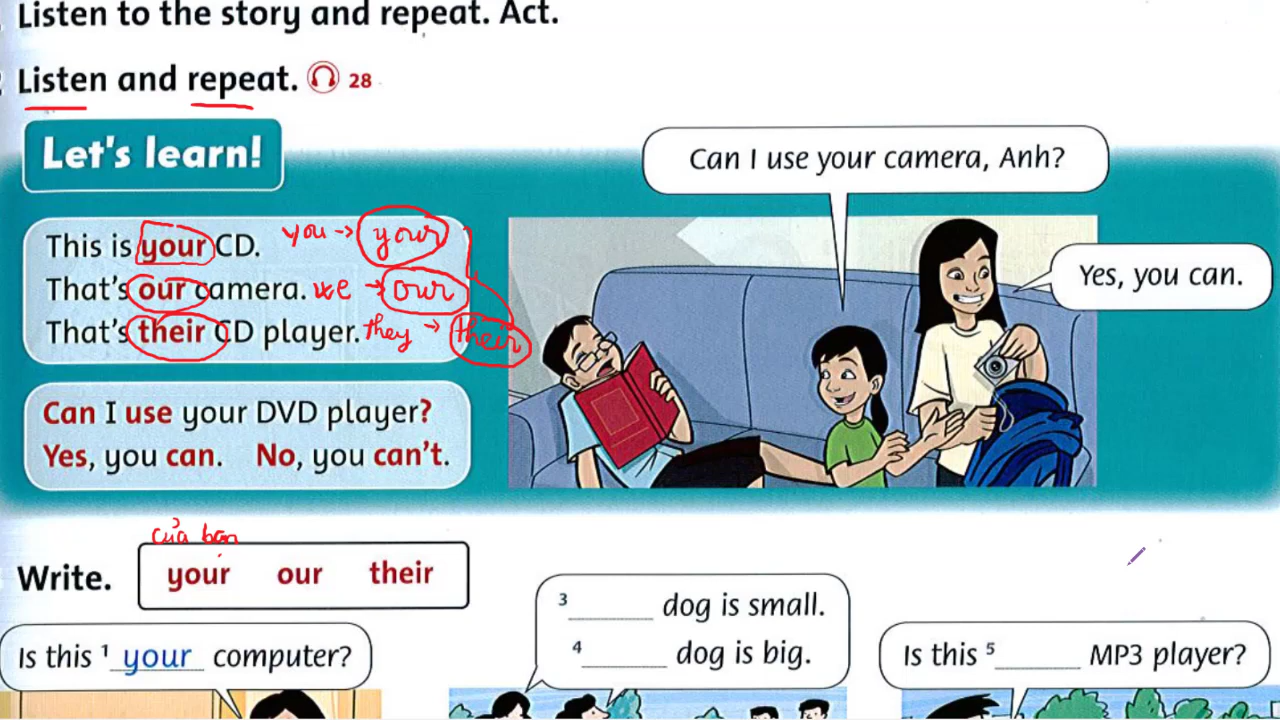 Listen to the story and repeat. Act.
Listen and repeat. 28
Let's learn!
This is your CD. you → your
That's our camera. we → our
That's their CD player. they → their
Can I use your DVD player?
Yes, you can. No, you can't.
Can I use your camera, Anh?
Yes, you can.
của bạn
Write. your our their
Is this 1 your computer?
3 ______ dog is small.
4 ______ dog is big.
Is this 5 ______ MP3 player?